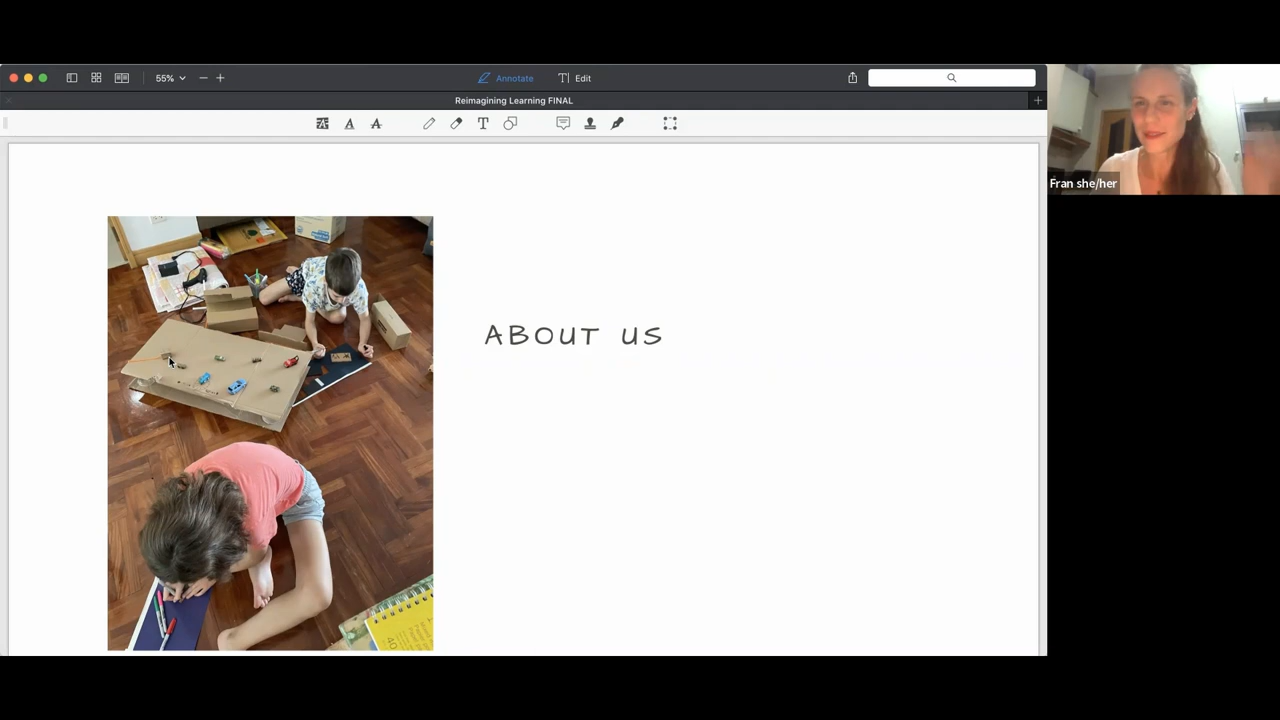 55%
Annotate
Edit
Reimagining Learning FINAL
ABOUT US
Fran she/her